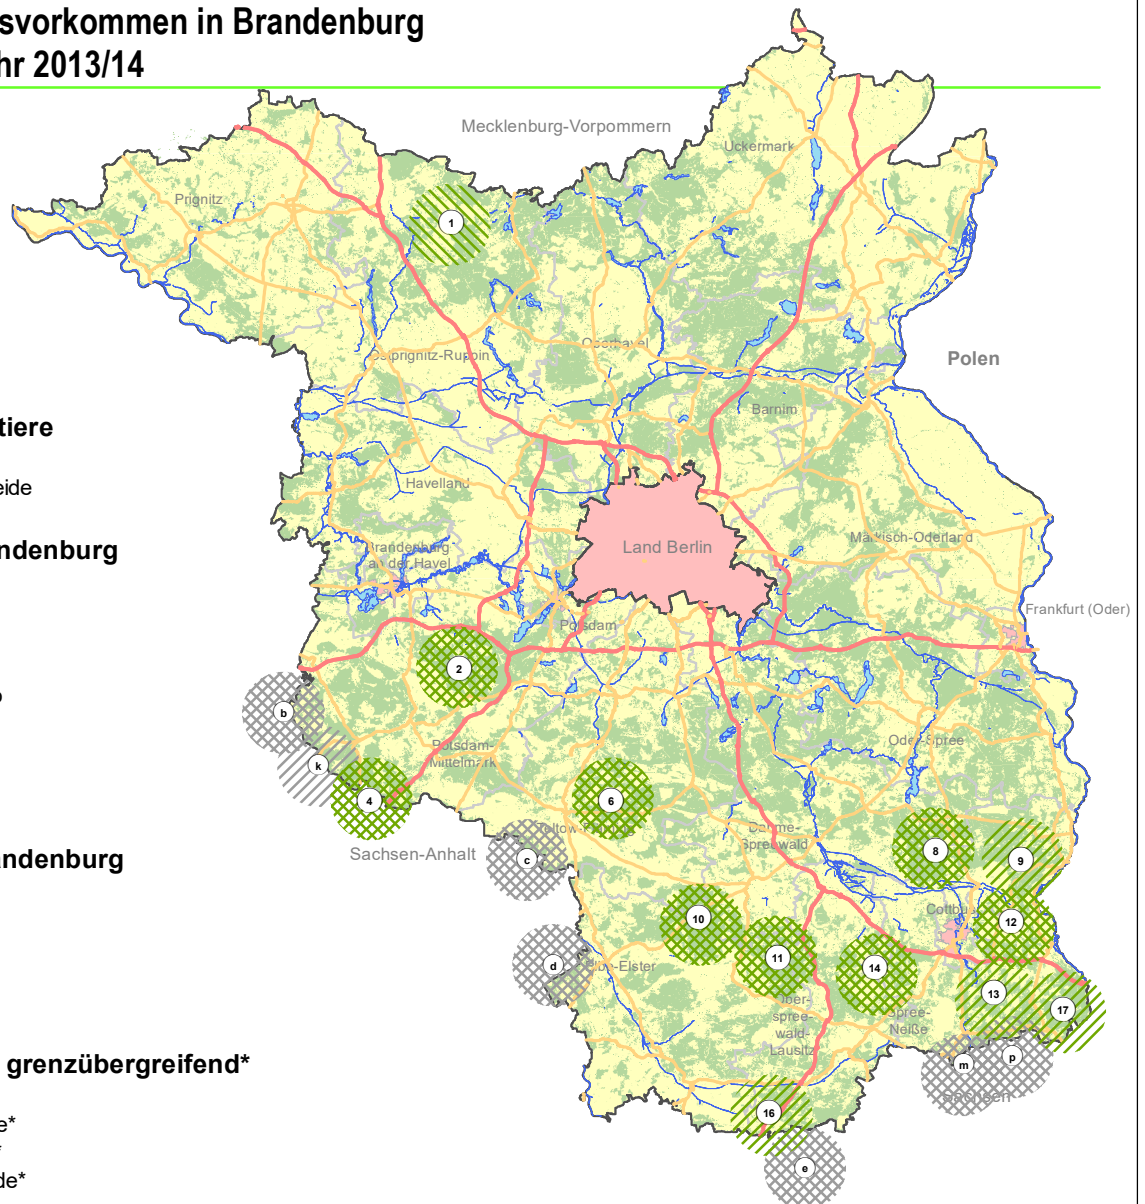 svorkommen in Brandenburg
hr 2013/14
Mecklenburg-Vorpommern
Uckermark
Prignitz
1
Ostprignitz-Ruppin
Oberhavel
Polen
Barnim
tiere
eide
Havelland
ndenburg
Brandenburg
an der Havel
Land Berlin
Märkisch-Oderland
Frankfurt (Oder)
Potsdam
2
b
k
Potsdam-
Mittelmark
Oder-Spree
4
6
Teltow-Fläming
Dahme-
Spreewald
Sachsen-Anhalt
c
8
9
andenburg
10
Cottbus
12
11
14
d
Elbe-Elster
13
17
Ober-
spree-
wald-
Lausitz
Spree-
Neiße
grenzübergreifend*
m
p
Sachsen
16
e*
*
de*
e